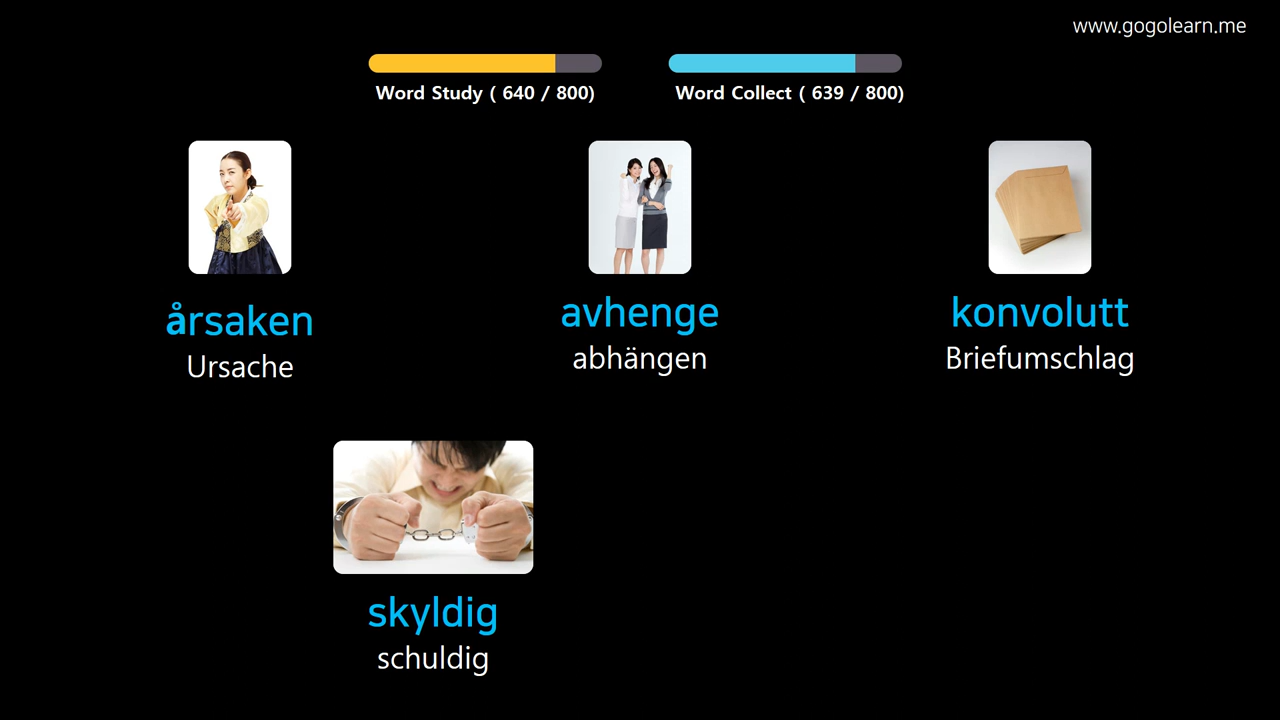 www.gogolearn.me
Word Study ( 640 / 800)
Word Collect ( 639 / 800)
årsaken
Ursache
avhenge
abhängen
konvolutt
Briefumschlag
skyldig
schuldig